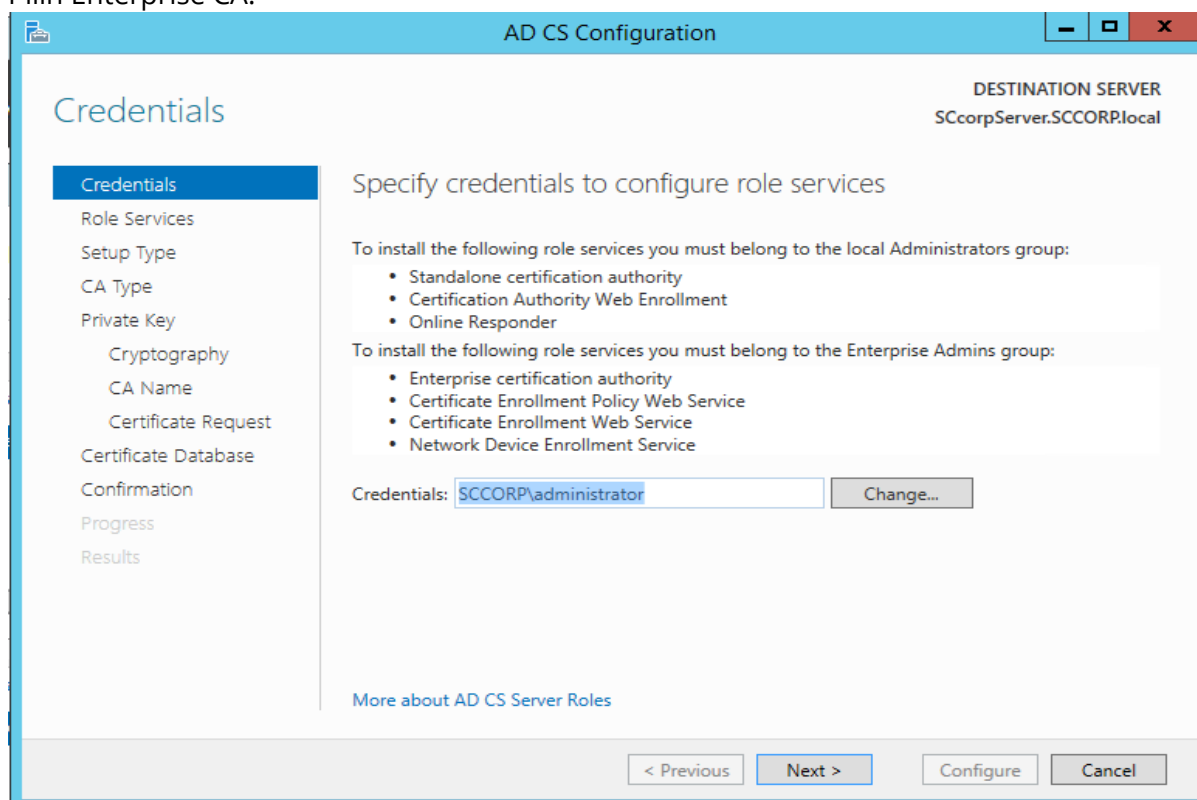 Pilih Enterprise CA.
AD CS Configuration
DESTINATION SERVER
SCcorpServer.SCCORP.local
Credentials
Credentials
Role Services
Setup Type
CA Type
Private Key
Cryptography
CA Name
Certificate Request
Certificate Database
Confirmation
Progress
Results
Specify credentials to configure role services
To install the following role services you must belong to the local Administrators group:
• Standalone certification authority
• Certification Authority Web Enrollment
• Online Responder
To install the following role services you must belong to the Enterprise Admins group:
• Enterprise certification authority
• Certificate Enrollment Policy Web Service
• Certificate Enrollment Web Service
• Network Device Enrollment Service
Credentials: SCCORP\administrator Change...
More about AD CS Server Roles
< Previous Next > Configure Cancel